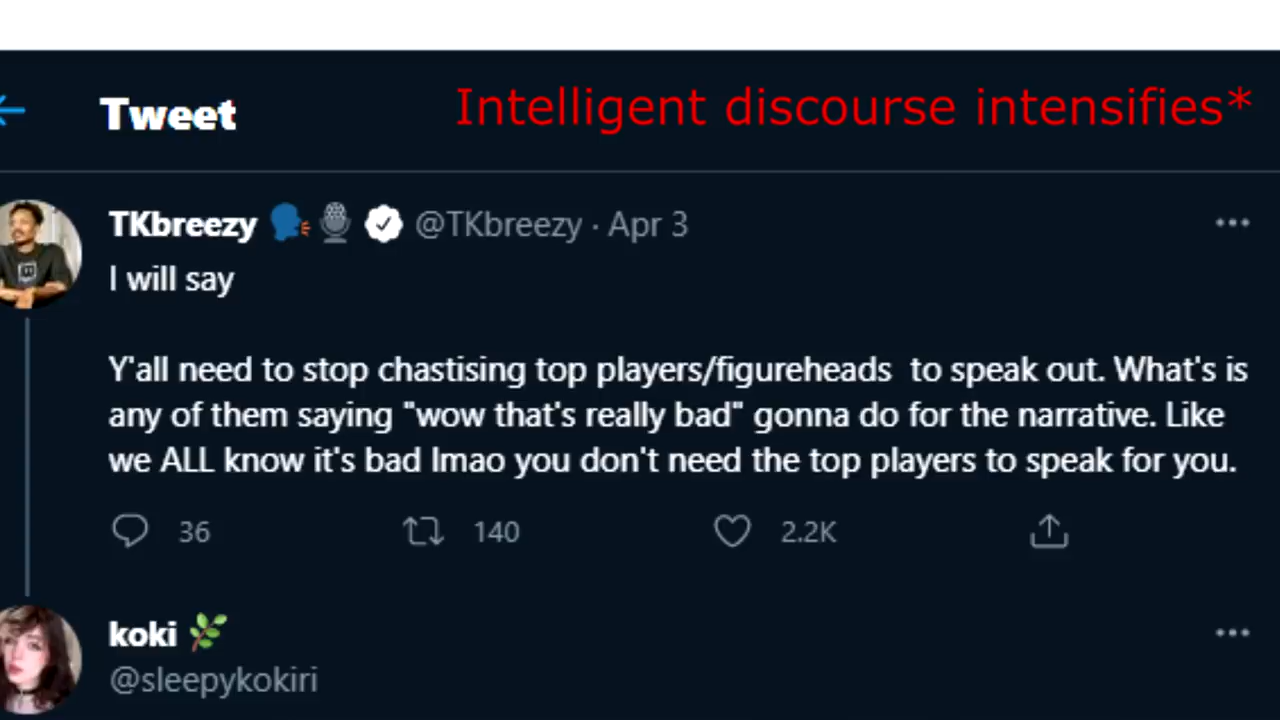 Tweet
Intelligent discourse intensifies*
TKbreezy @TKbreezy · Apr 3
I will say
Y'all need to stop chastising top players/figureheads  to speak out. What's is
any of them saying "wow that's really bad" gonna do for the narrative. Like
we ALL know it's bad lmao you don't need the top players to speak for you.
36 140 2.2K
koki
@sleepykokiri